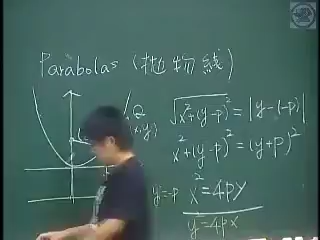 Parabolas (拋物線)
Q
(x,y)
√(x²+(y-p)²) = |y-(-p)|
x²+(y-p)² = (y+p)²
y=-p
x²=4py
y²=4px